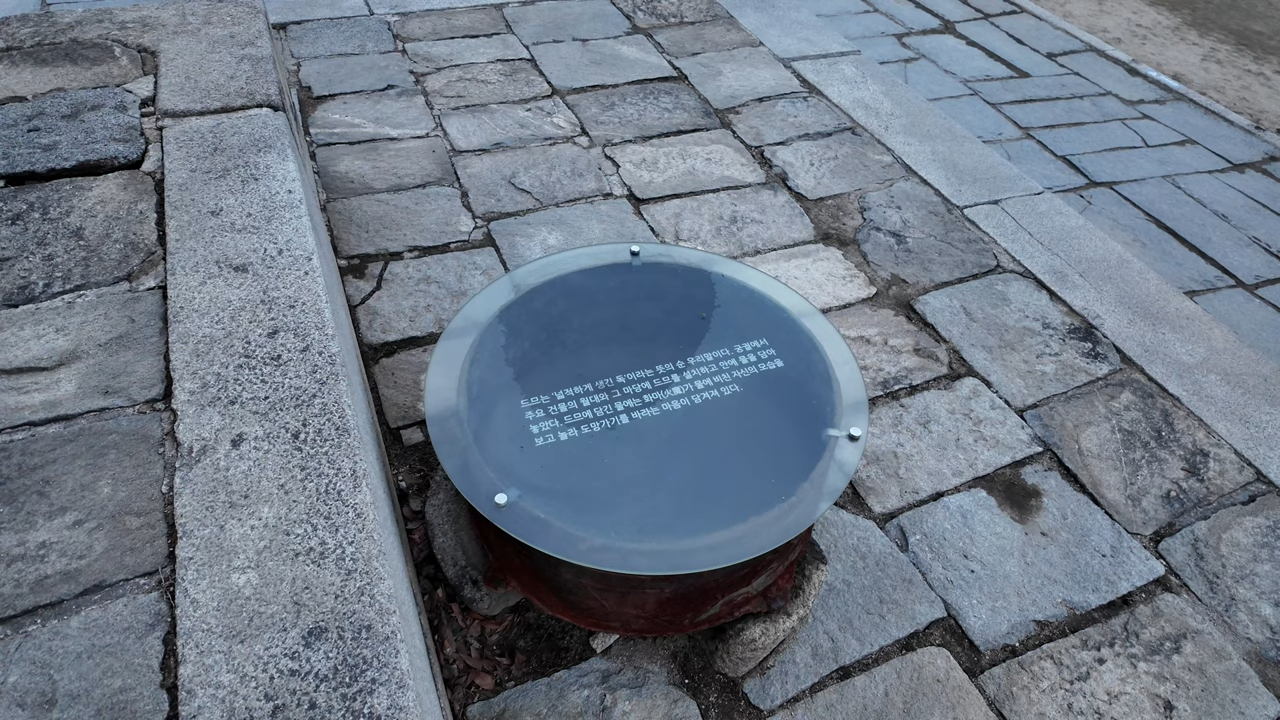 드므는 '넓적하게 생긴 독'이라는 뜻의 순 우리말이다. 궁궐에서
주요 건물의 월대와 그 마당에 드므를 설치하고 안에 물을 담아
놓았다. 드므에 담긴 물에는 화마(火魔)가 물에 비친 자신의 모습을
보고 놀라 도망가기를 바라는 마음이 담겨져 있다.